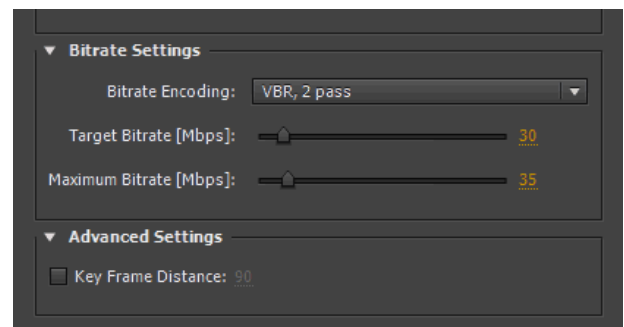 Bitrate Settings
Bitrate Encoding: VBR, 2 pass
Target Bitrate [Mbps]: 30
Maximum Bitrate [Mbps]: 35
Advanced Settings
Key Frame Distance: 90